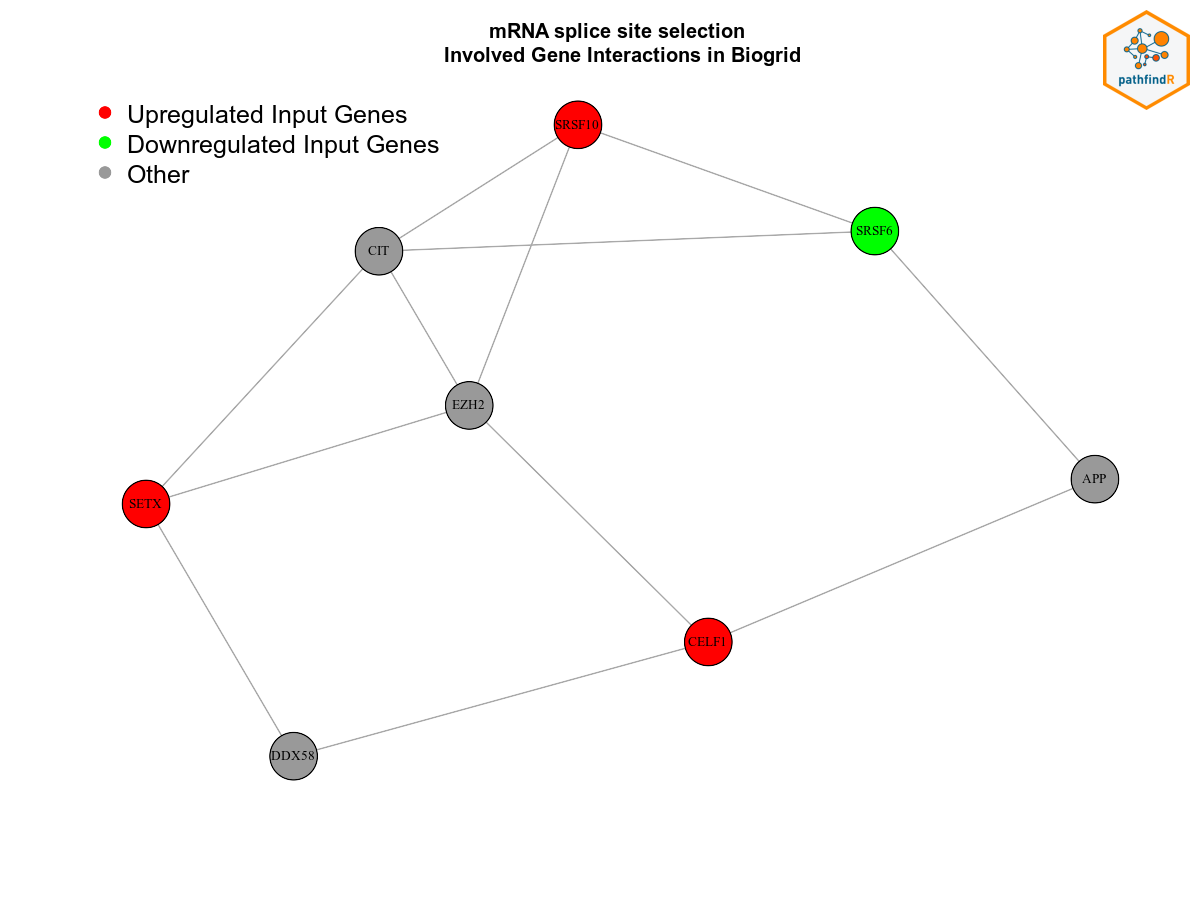 mRNA splice site selection
Involved Gene Interactions in Biogrid
pathfindR
Upregulated Input Genes
Downregulated Input Genes
Other
SRSF10
SRSF6
CIT
EZH2
APP
SETX
CELF1
DDX58